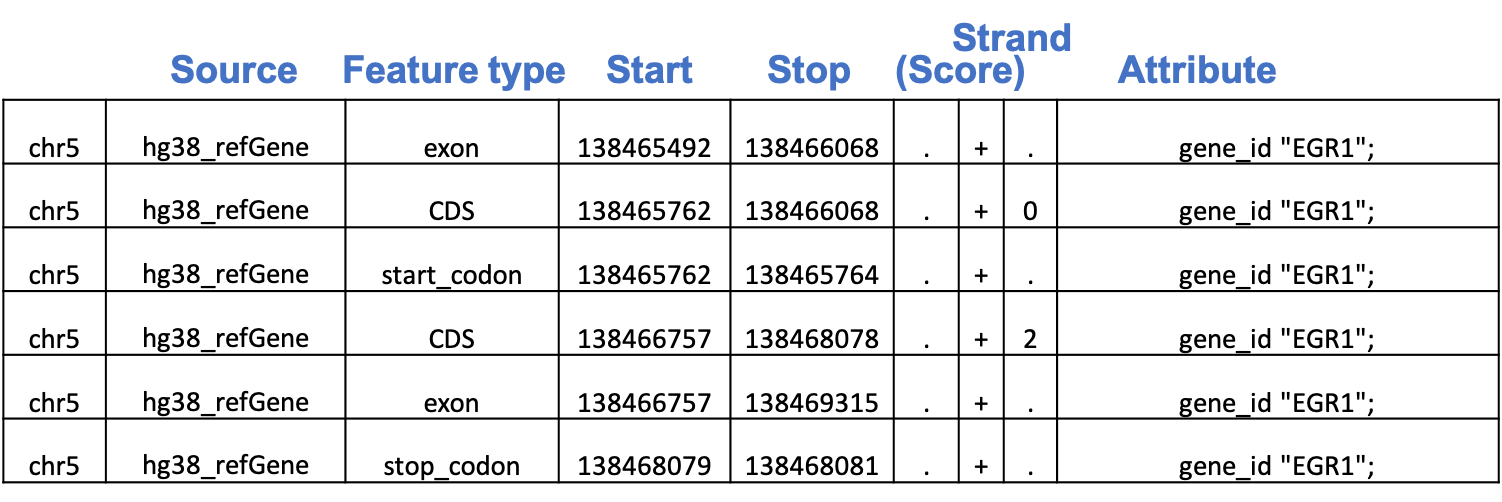 Strand
Source Feature type Start Stop (Score) Attribute
chr5 hg38_refGene exon 138465492 138466068 . + . gene_id "EGR1";
chr5 hg38_refGene CDS 138465762 138466068 . + 0 gene_id "EGR1";
chr5 hg38_refGene start_codon 138465762 138465764 . + . gene_id "EGR1";
chr5 hg38_refGene CDS 138466757 138468078 . + 2 gene_id "EGR1";
chr5 hg38_refGene exon 138466757 138469315 . + . gene_id "EGR1";
chr5 hg38_refGene stop_codon 138468079 138468081 . + . gene_id "EGR1";